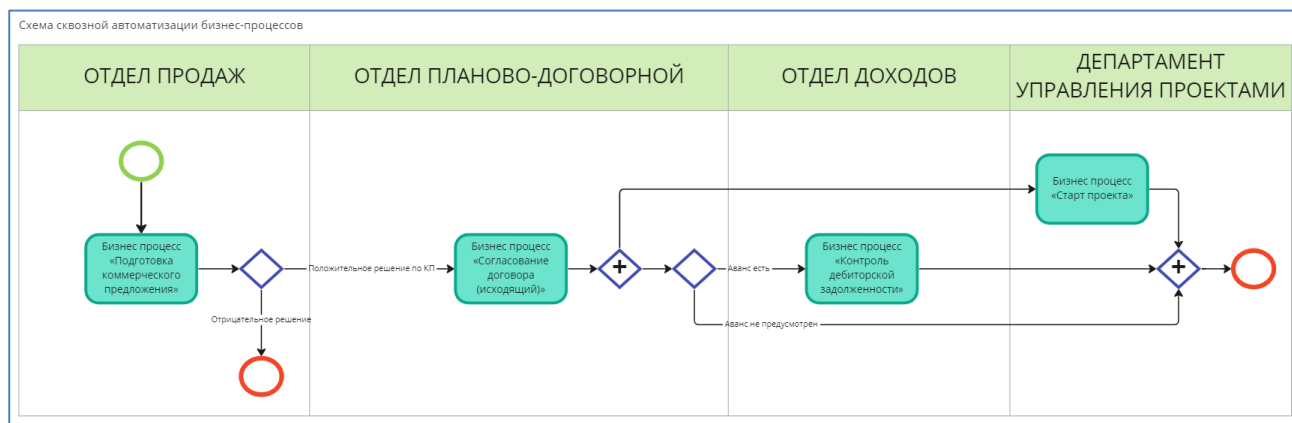 Схема сквозной автоматизации бизнес-процессов
ОТДЕЛ ПРОДАЖ
ОТДЕЛ ПЛАНОВО-ДОГОВОРНОЙ
ОТДЕЛ ДОХОДОВ
ДЕПАРТАМЕНТ
УПРАВЛЕНИЯ ПРОЕКТАМИ
Бизнес процесс
«Подготовка
коммерческого
предложения»
Положительное решение по КП
Отрицательное решение
Бизнес процесс
«Согласование
договора
(исходящий)»
Аванс есть
Аванс не предусмотрен
Бизнес процесс
«Контроль
дебиторской
задолженности»
Бизнес процесс
«Старт проекта»